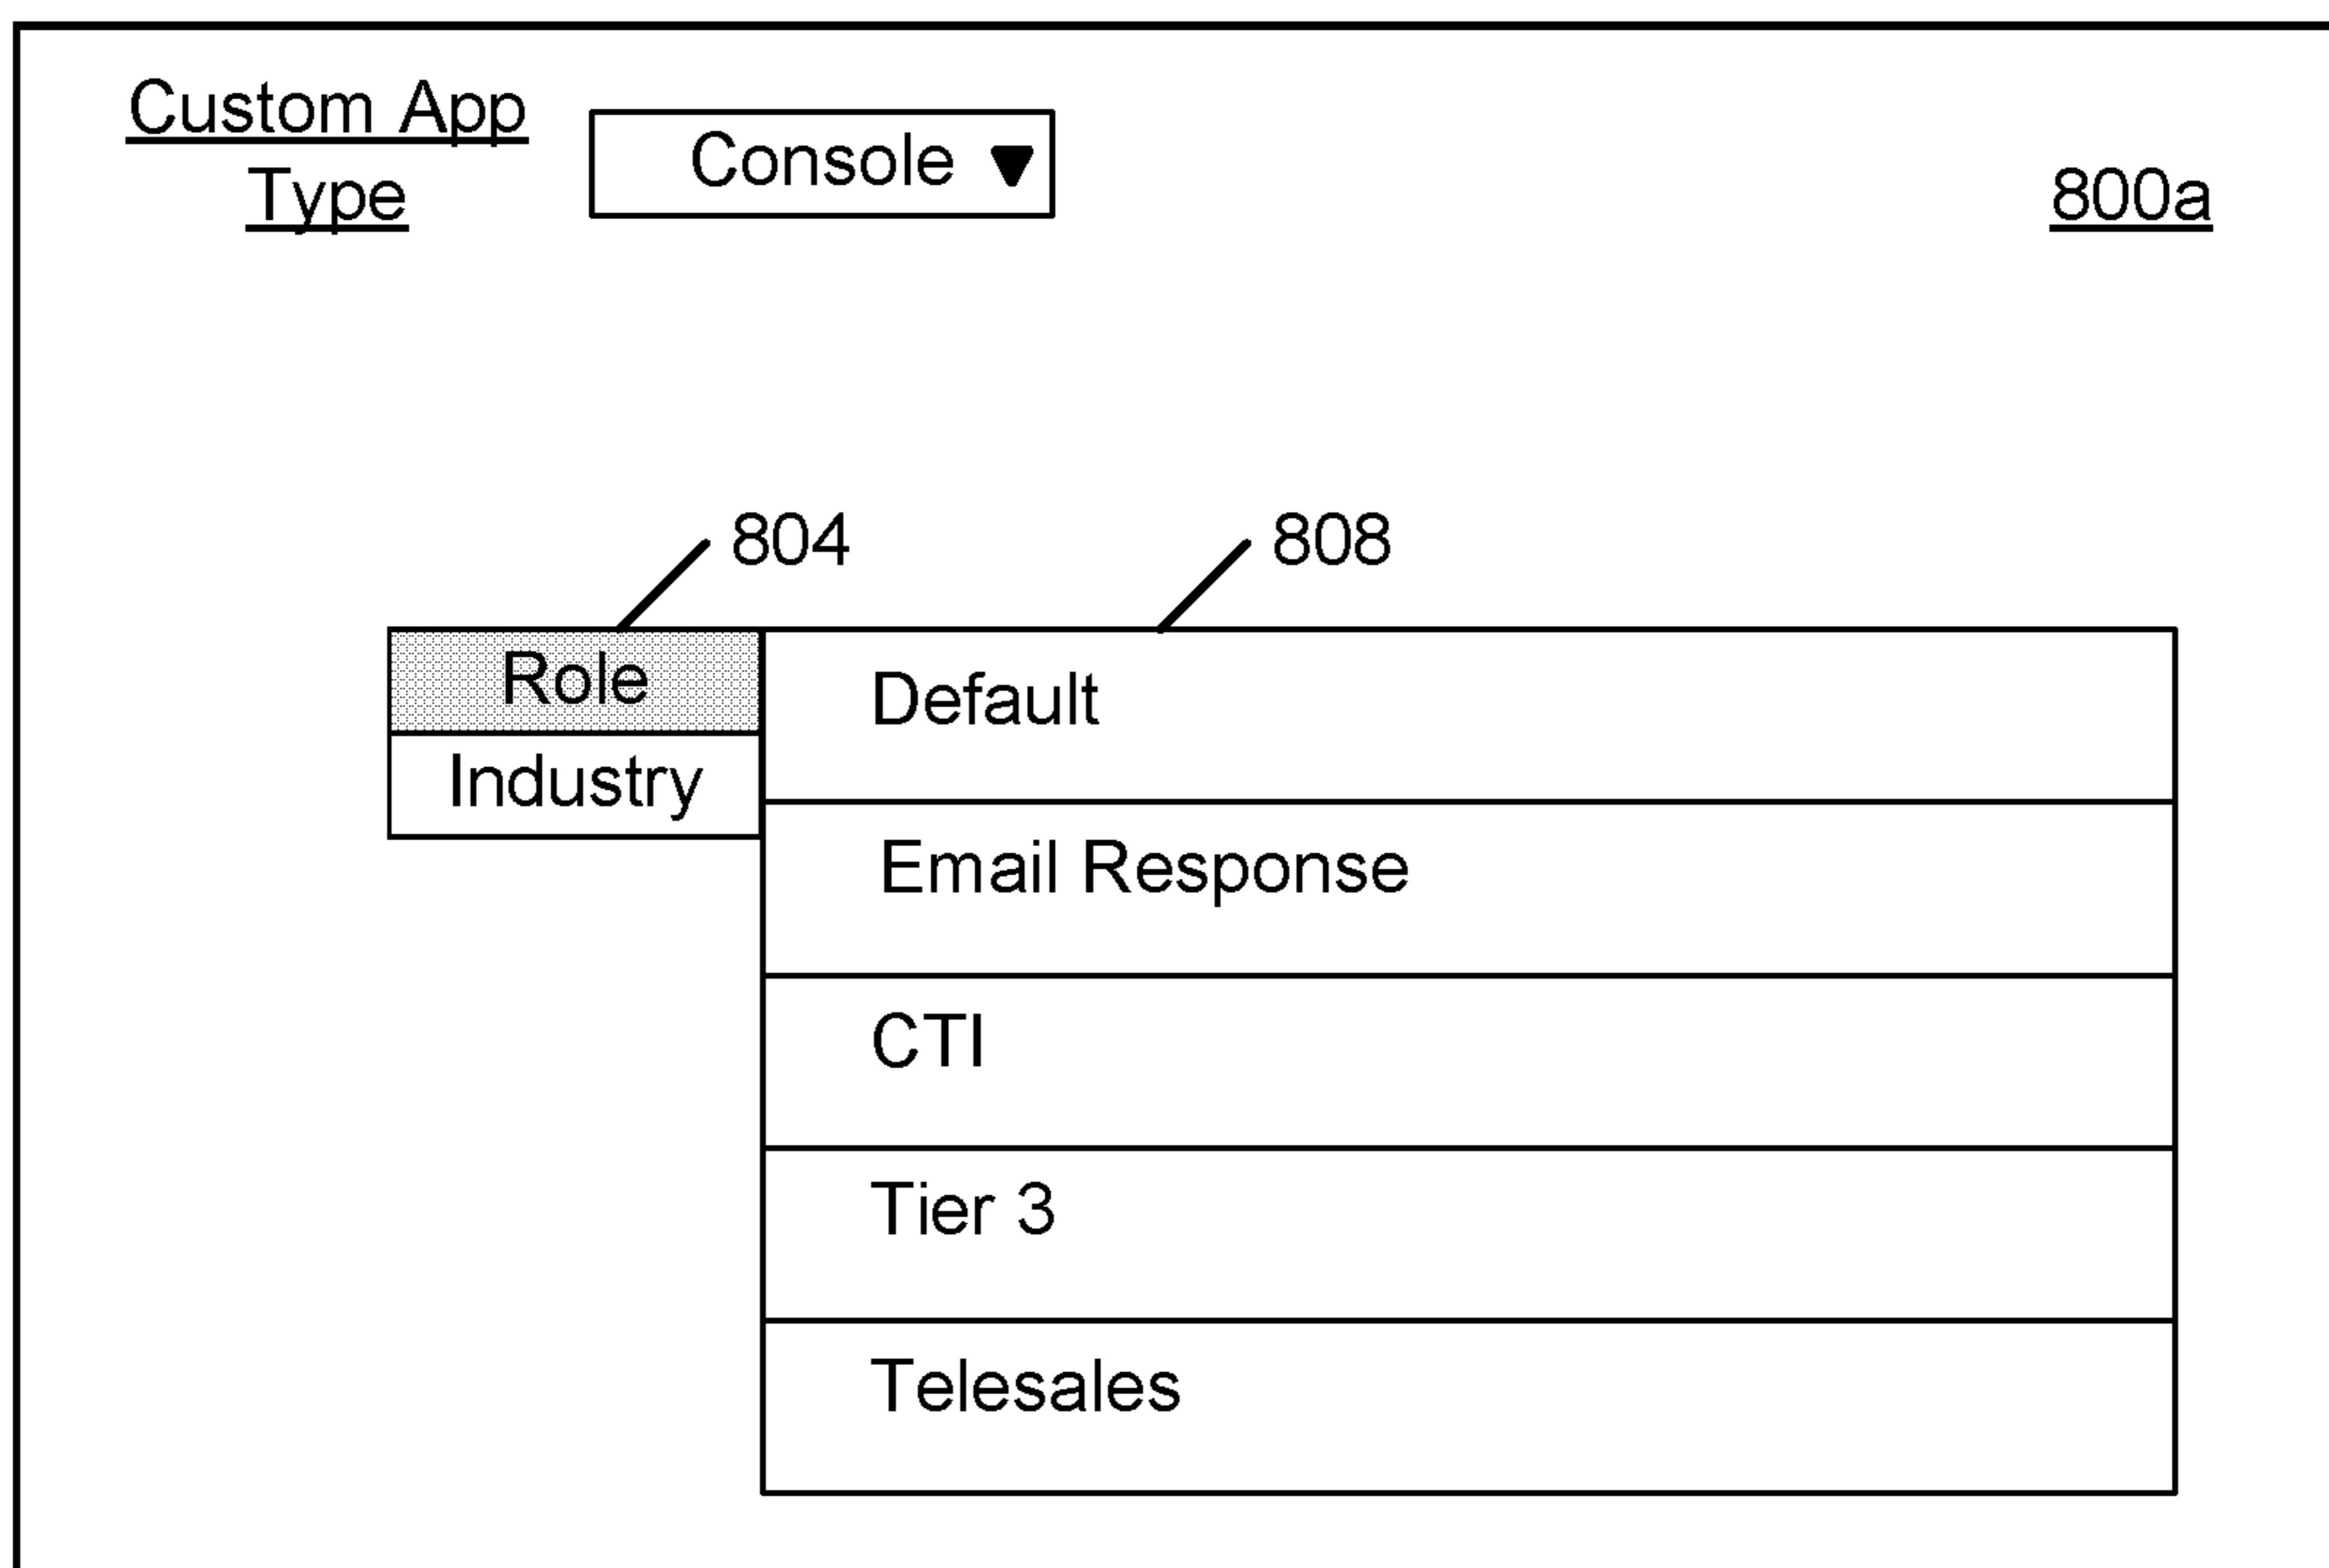 Custom App
Type
Console
800a
804
808
Role
Industry
Default
Email Response
CTI
Tier 3
Telesales